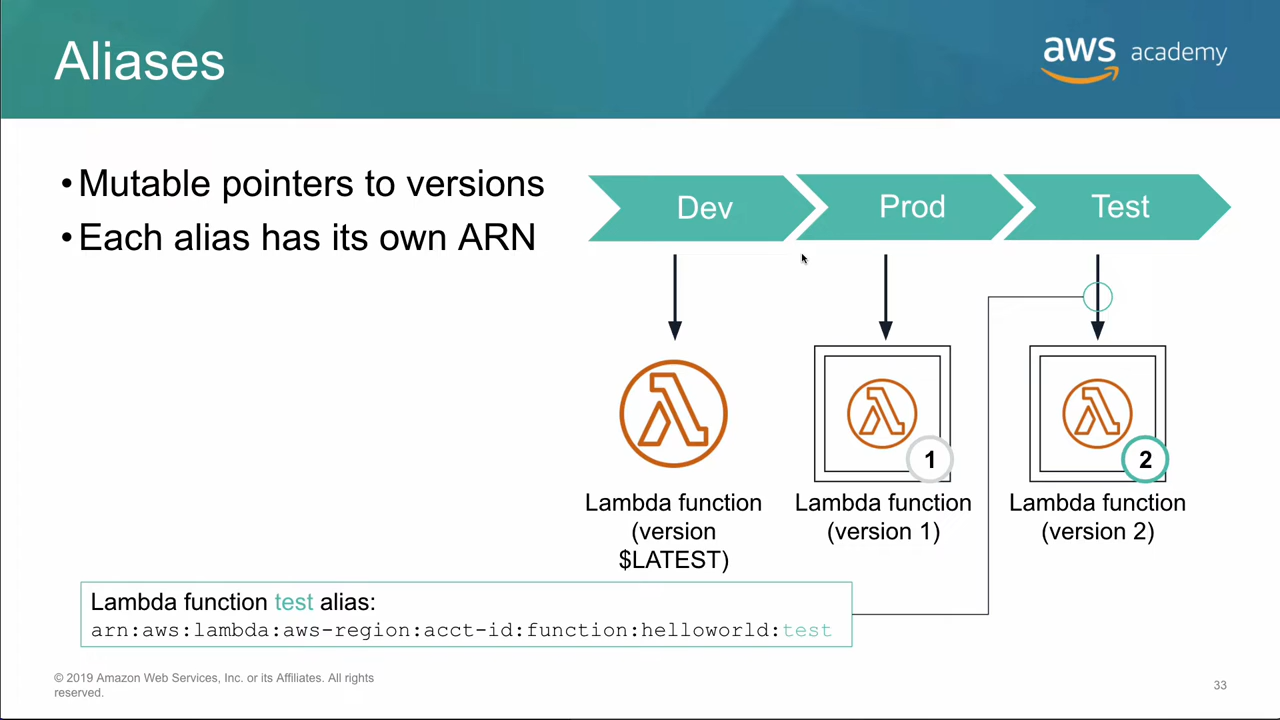 Aliases
aws academy
•Mutable pointers to versions
•Each alias has its own ARN
Dev
Prod
Test
1
2
Lambda function
(version
$LATEST)
Lambda function
(version 1)
Lambda function
(version 2)
Lambda function test alias:
arn:aws:lambda:aws-region:acct-id:function:helloworld:test
© 2019 Amazon Web Services, Inc. or its Affiliates. All rights
reserved.
33